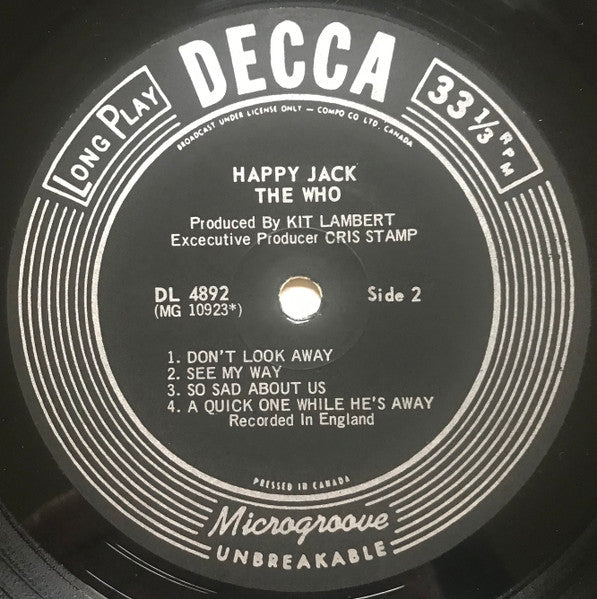 DECCA
LONG PLAY
33 1/3 RPM
BROADCAST UNDER LICENSE ONLY — COMPO CO LTD. CANADA
HAPPY JACK
THE WHO
Produced By KIT LAMBERT
Excecutive Producer CRIS STAMP
DL 4892 Side 2
(MG 10923*)
1. DON'T LOOK AWAY
2. SEE MY WAY
3. SO SAD ABOUT US
4. A QUICK ONE WHILE HE'S AWAY
Recorded In England
PRESSED IN CANADA
Microgroove
UNBREAKABLE